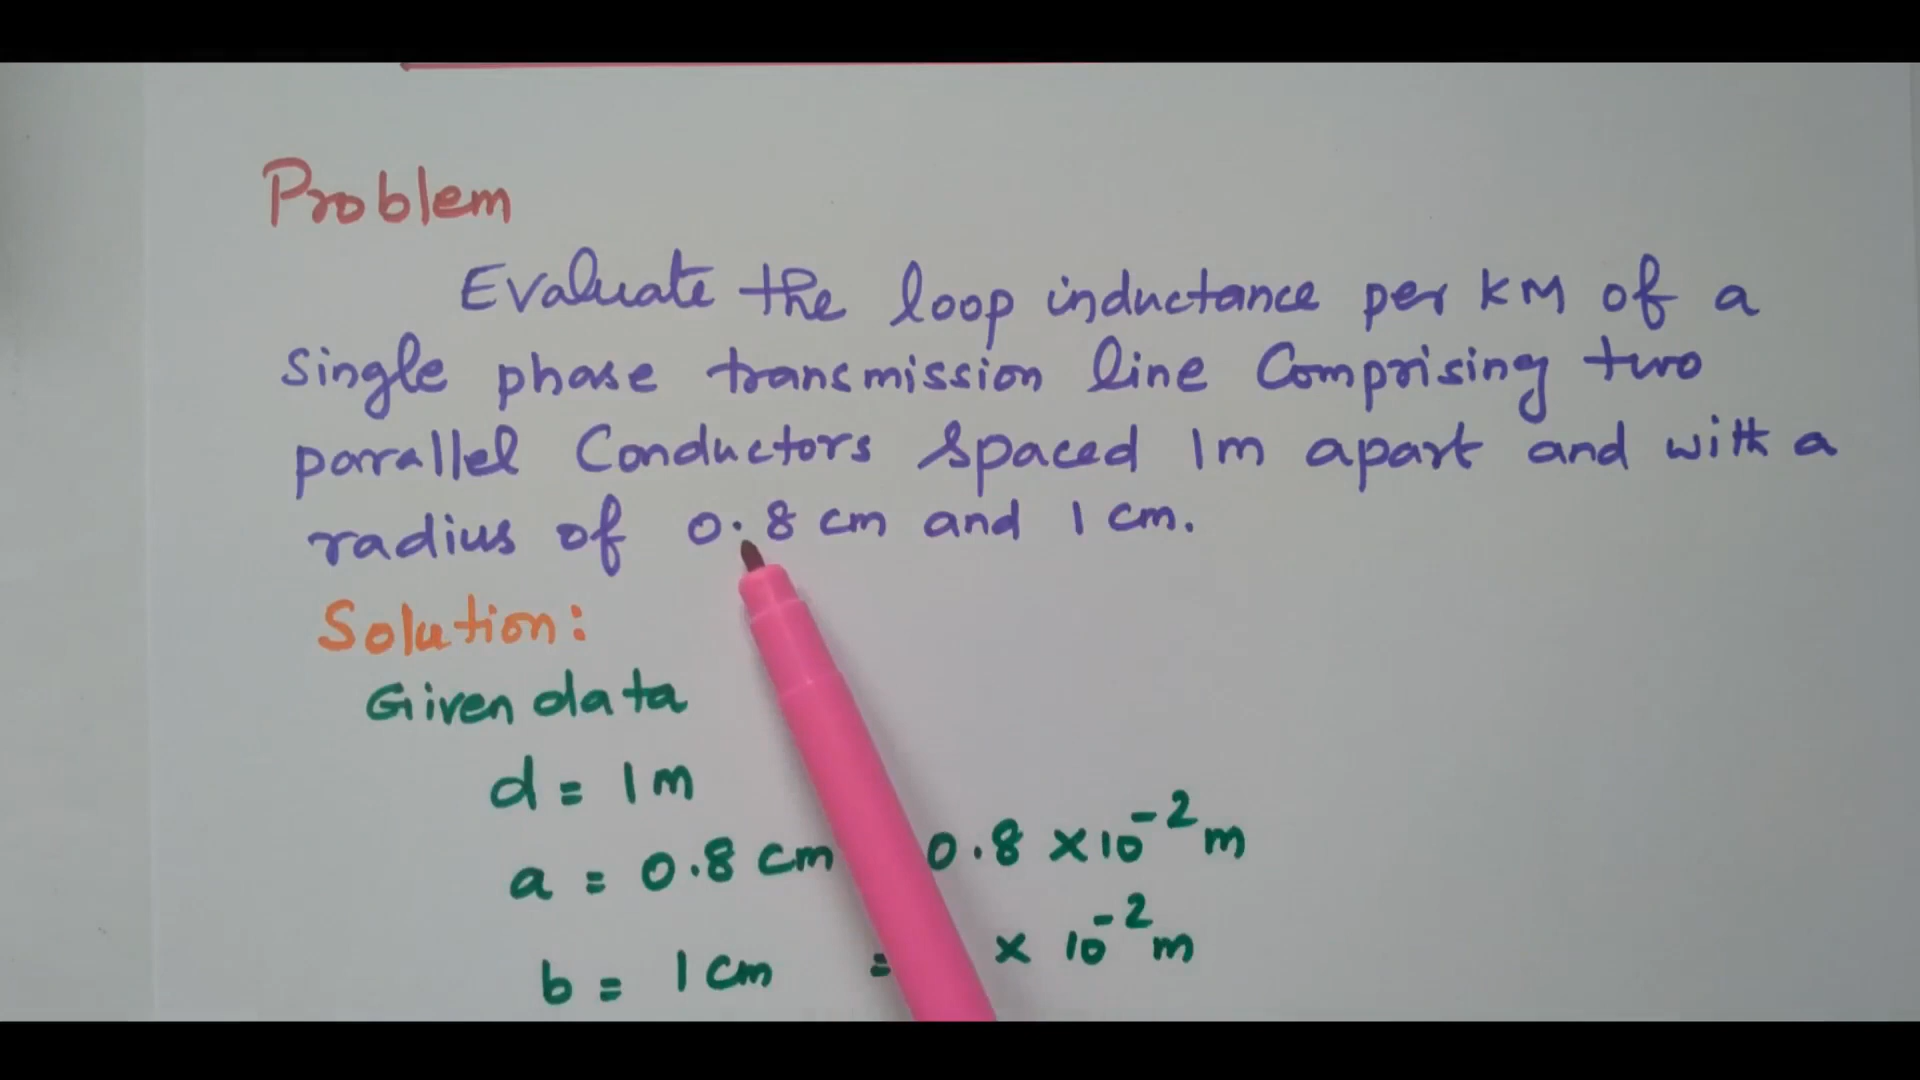 Problem
Evaluate the loop inductance per KM of a
single phase transmission line Comprising two
parrallel Conductors spaced 1m apart and with a
radius of 0.8 cm and 1 cm.
Solution:
Given data
d = 1 m
a = 0.8 cm 0.8 × 10⁻² m
b = 1 cm = × 10⁻² m